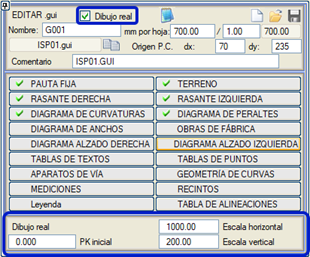 EDITAR .gui Dibujo real
Nombre: G001 mm por hoja: 700.00 / 1.00 700.00
ISP01.gui Origen P.C. dx: 70 dy: 235
Comentario ISP01
PAUTA FIJA TERRENO
RASANTE DERECHA RASANTE IZQUIERDA
DIAGRAMA DE CURVATURAS DIAGRAMA DE PERALTES
DIAGRAMA DE ANCHOS OBRAS DE FÁBRICA
DIAGRAMA ALZADO DERECHA DIAGRAMA ALZADO IZQUIERDA
TABLAS DE TEXTOS TABLAS DE PUNTOS
APARATOS DE VÍA GEOMETRÍA DE CURVAS
MEDICIONES RECINTOS
Leyenda TABLA DE ALINEACIONES
Dibujo real 1000.00 Escala horizontal
0.000 PK inicial 200.00 Escala vertical